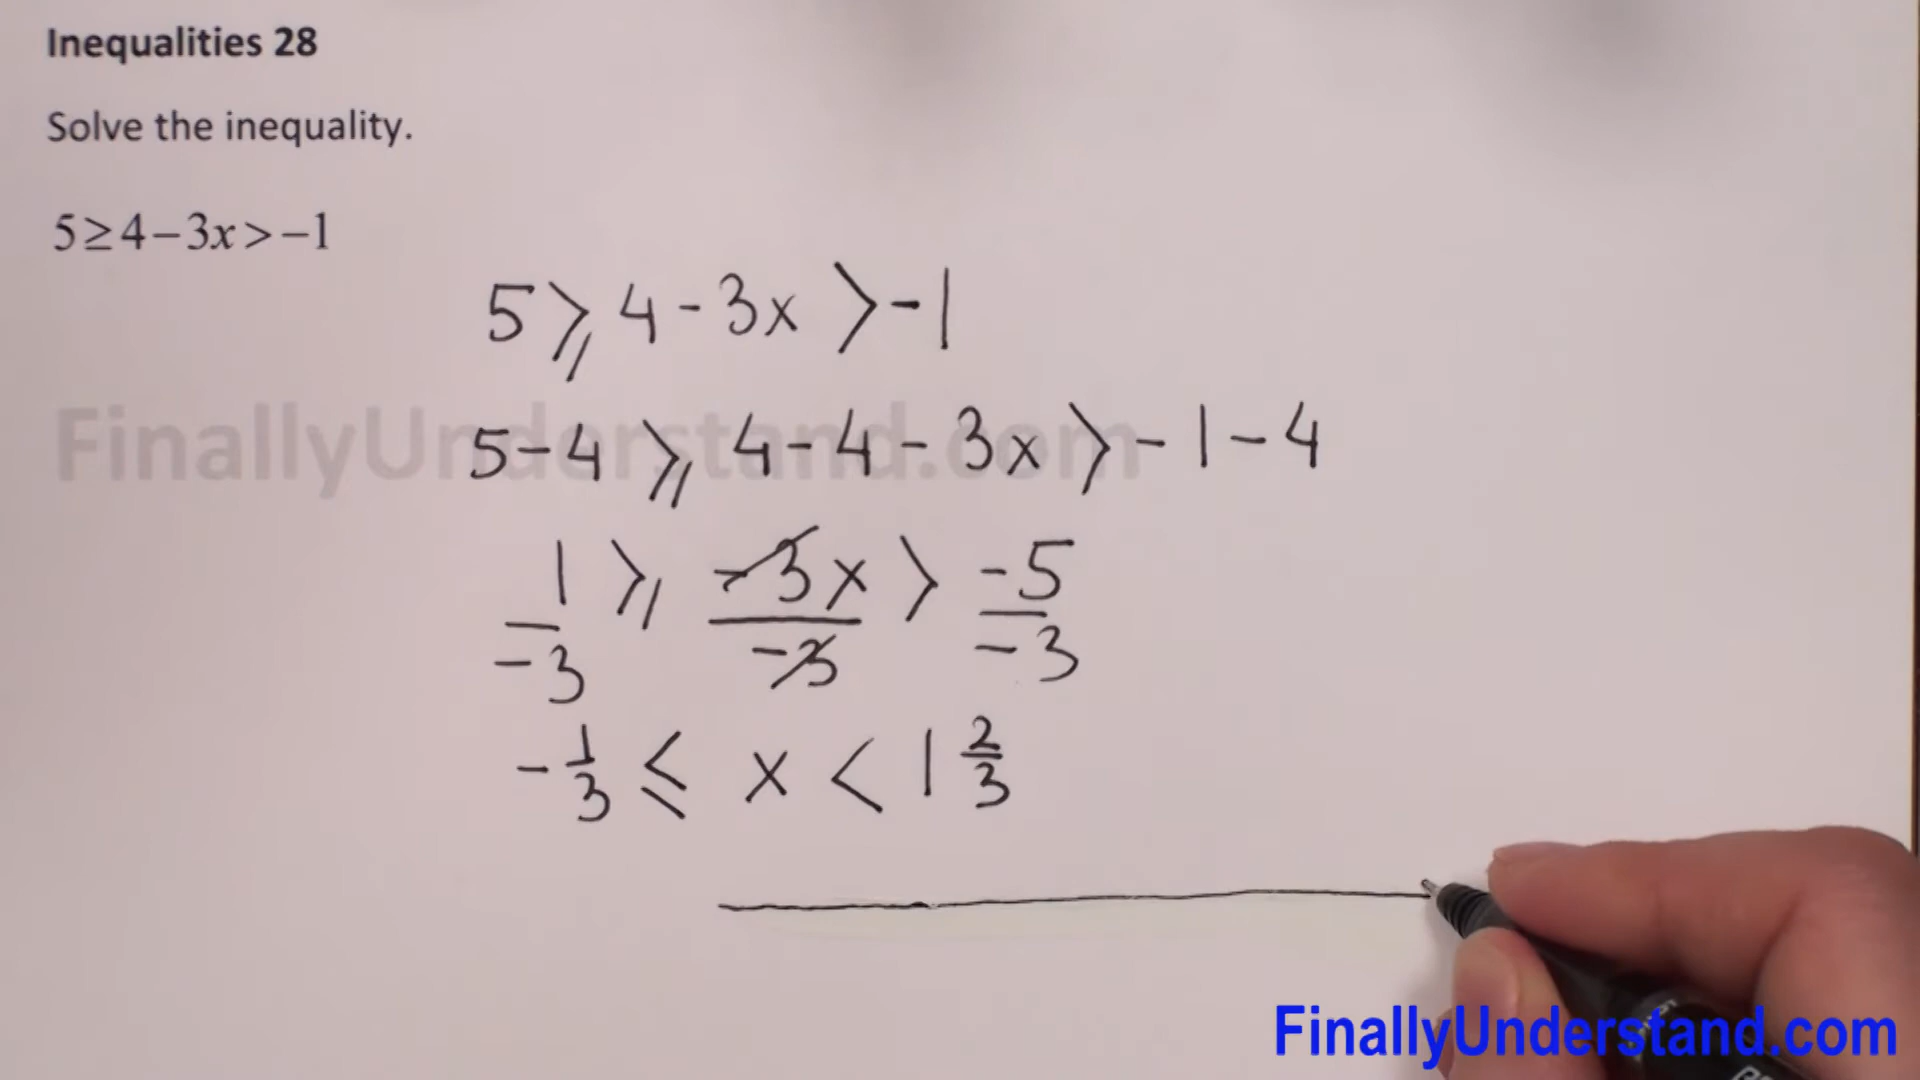 Inequalities 28
Solve the inequality.
5≥4−3x>−1
5 ⩾ 4 - 3x > -1
FinallyUnderstand.com
5-4 ⩾ 4-4-3x > -1-4
1/-3 ⩾ -3x/-3 > -5/-3
-1/3 ≤ x < 1 2/3
FinallyUnderstand.com